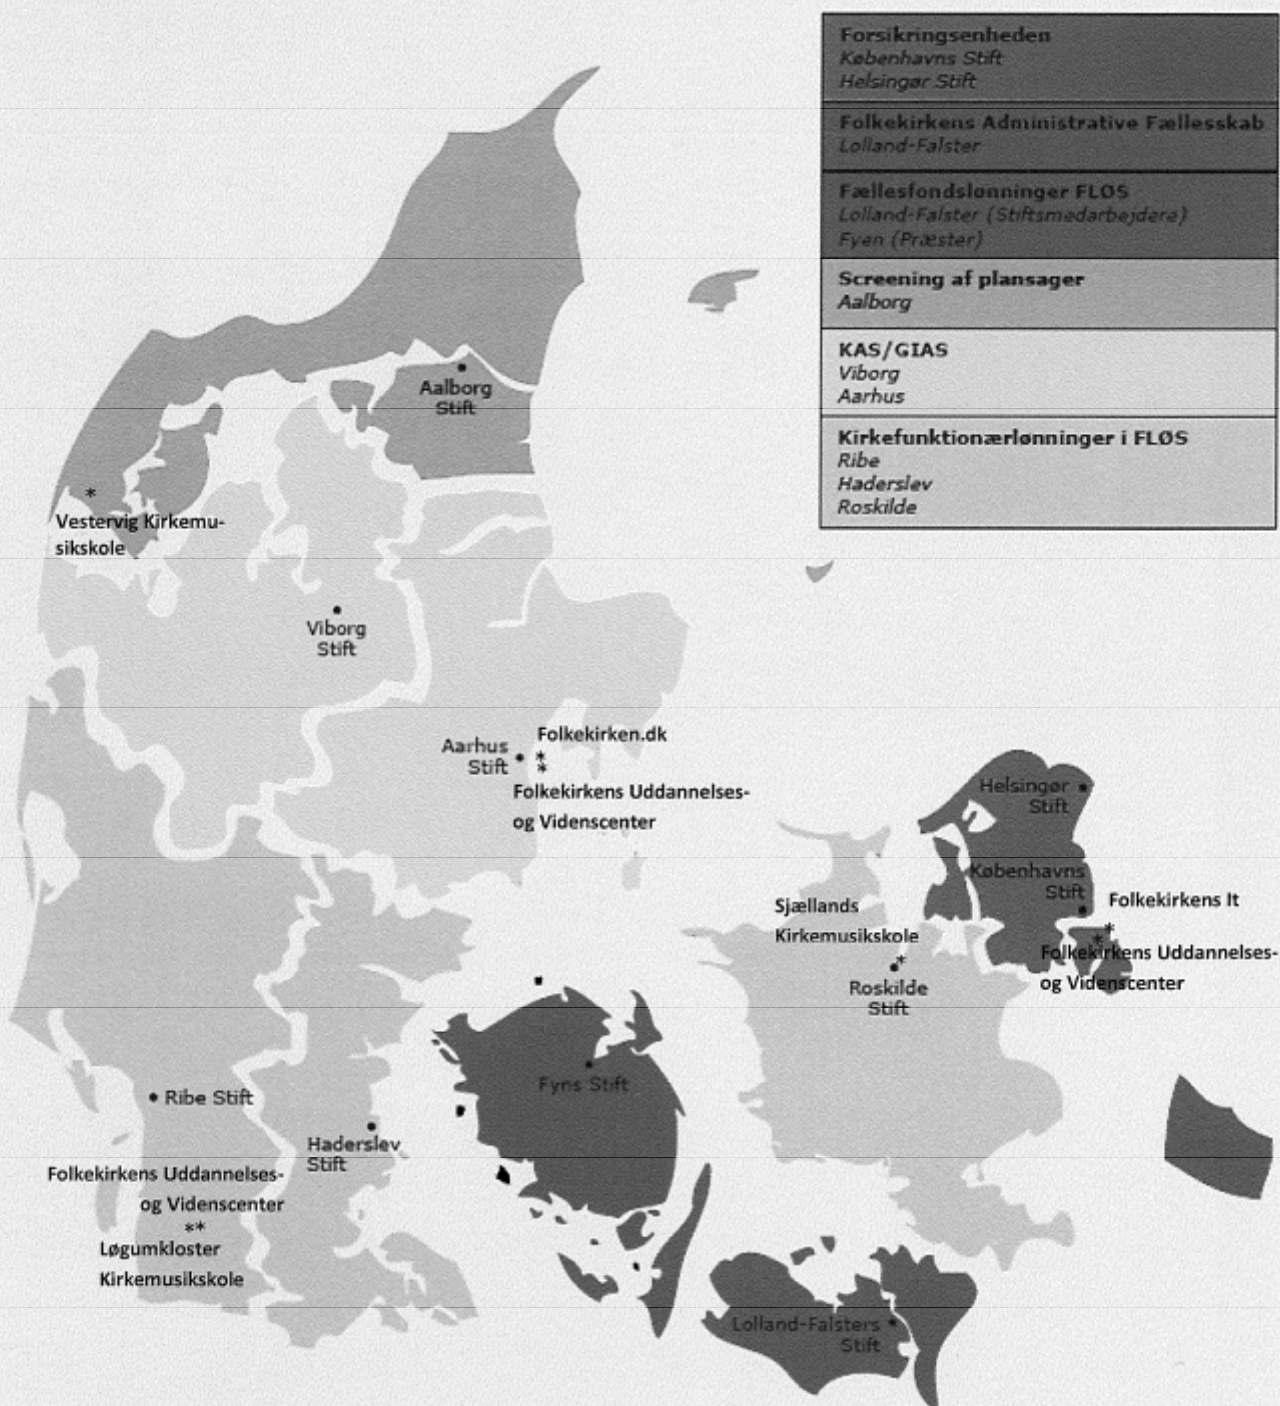 Forsikringsenheden
Københavns Stift
Helsingør Stift
Folkekirkens Administrative Fællesskab
Lolland-Falster
Fællesfondslønninger FLØS
Lolland-Falster (Stiftsmedarbejdere)
Fyen (Præster)
Screening af plansager
Aalborg
KAS/GIAS
Viborg
Aarhus
Kirkefunktionærlønninger i FLØS
Ribe
Haderslev
Roskilde
Aalborg
Stift
*
Vestervig Kirkemu-
sikskole
Viborg
Stift
Aarhus
Stift
Folkekirken.dk
*
*
Folkekirkens Uddannelses-
og Videnscenter
Helsingør
Stift
Københavns
Stift
Folkekirkens It
*
*
Folkekirkens Uddannelses-
og Videnscenter
Sjællands
Kirkemusikskole
*
Roskilde
Stift
Fyns Stift
Ribe Stift
Haderslev
Stift
Folkekirkens Uddannelses-
og Videnscenter
**
Løgumkloster
Kirkemusikskole
Lolland-Falsters
Stift